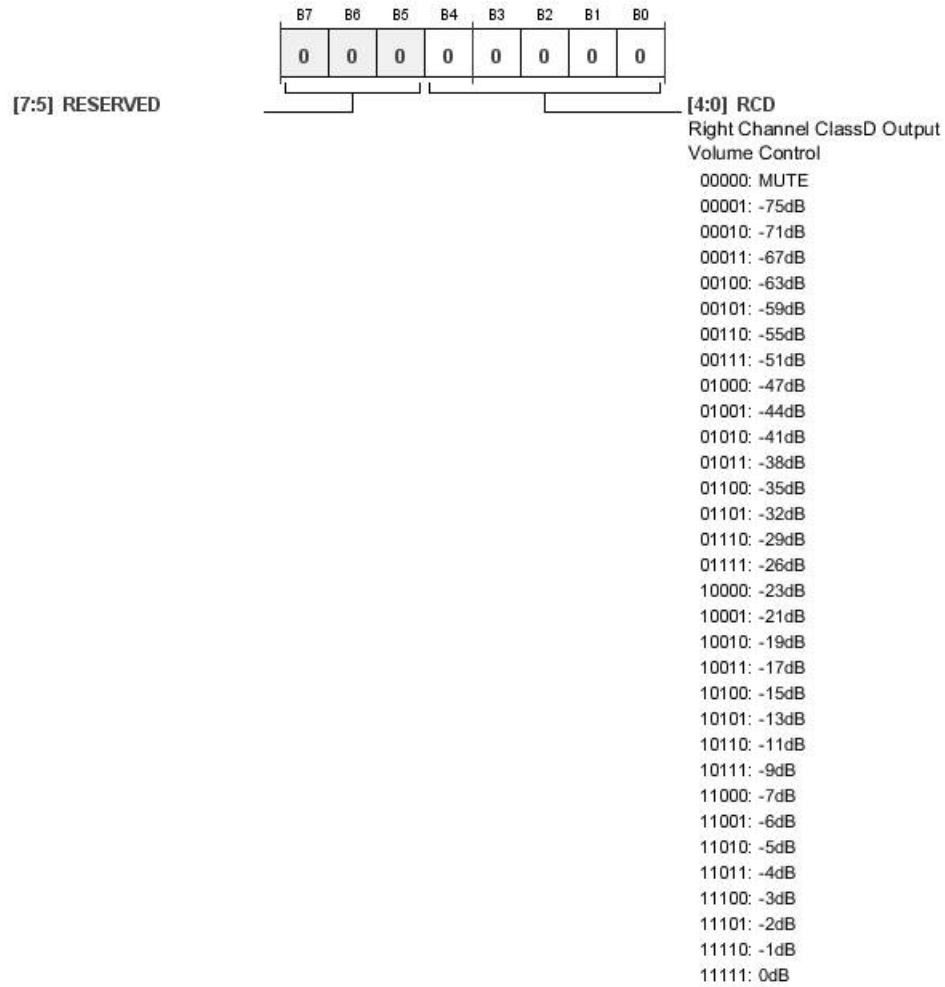 B7 B6 B5 B4 B3 B2 B1 B0
0 0 0 0 0 0 0 0
[7:5] RESERVED
[4:0] RCD
Right Channel ClassD Output
Volume Control
00000: MUTE
00001: -75dB
00010: -71dB
00011: -67dB
00100: -63dB
00101: -59dB
00110: -55dB
00111: -51dB
01000: -47dB
01001: -44dB
01010: -41dB
01011: -38dB
01100: -35dB
01101: -32dB
01110: -29dB
01111: -26dB
10000: -23dB
10001: -21dB
10010: -19dB
10011: -17dB
10100: -15dB
10101: -13dB
10110: -11dB
10111: -9dB
11000: -7dB
11001: -6dB
11010: -5dB
11011: -4dB
11100: -3dB
11101: -2dB
11110: -1dB
11111: 0dB